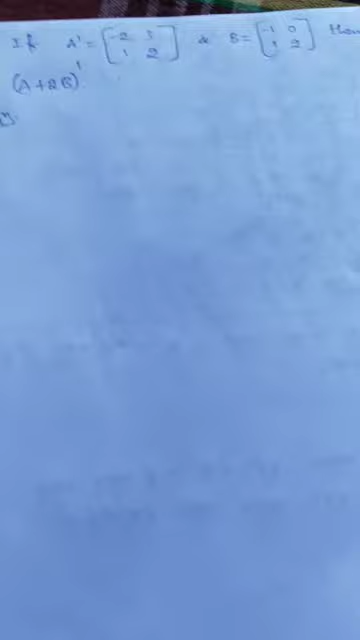 If A' = [-2 3 & B = [-1 0 then
1 2] 1 2]
(A+2B)'